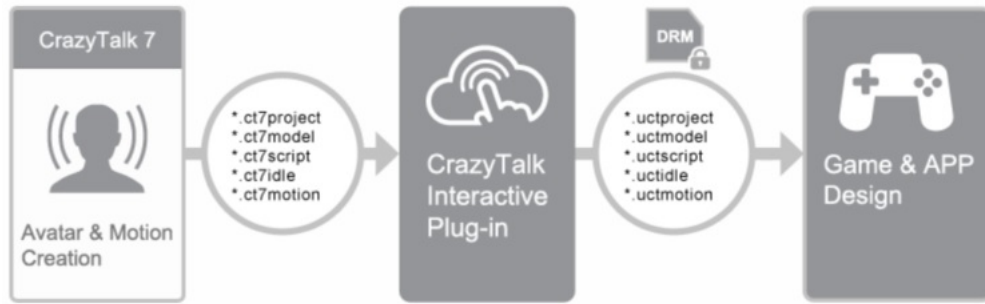 CrazyTalk 7
Avatar & Motion
Creation
*.ct7project
*.ct7model
*.ct7script
*.ct7idle
*.ct7motion
CrazyTalk
Interactive
Plug-in
DRM
*.uctproject
*.uctmodel
*.uctscript
*.uctidle
*.uctmotion
Game & APP
Design